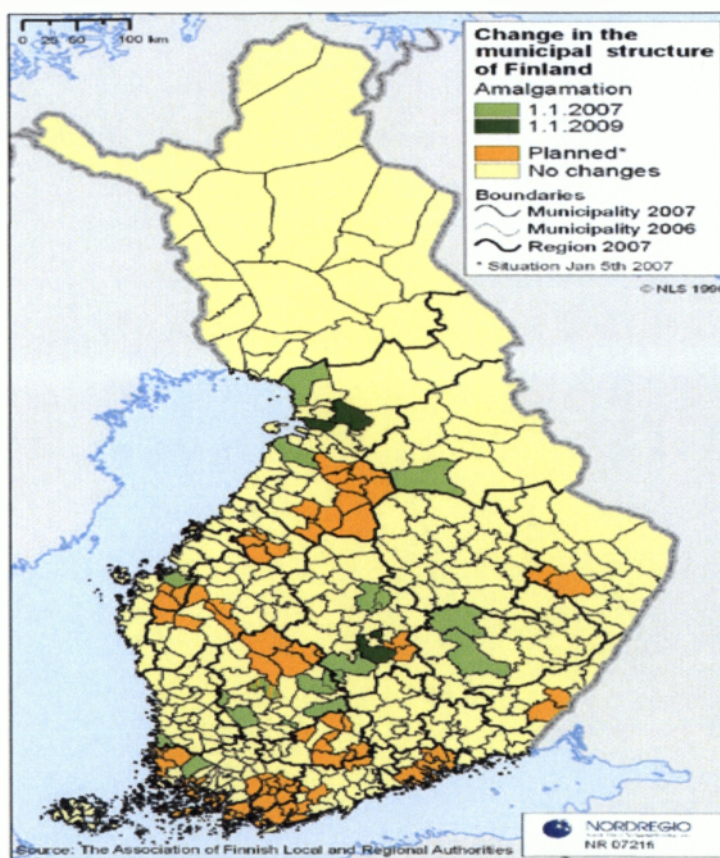 0 25 50 100 km
Change in the
municipal structure
of Finland
Amalgamation
1.1.2007
1.1.2009
Planned*
No changes
Boundaries
Municipality 2007
Municipality 2006
Region 2007
* Situation Jan 5th 2007
© NLS 1996
NORDREGIO
NR 07216
Source: The Association of Finnish Local and Regional Authorities